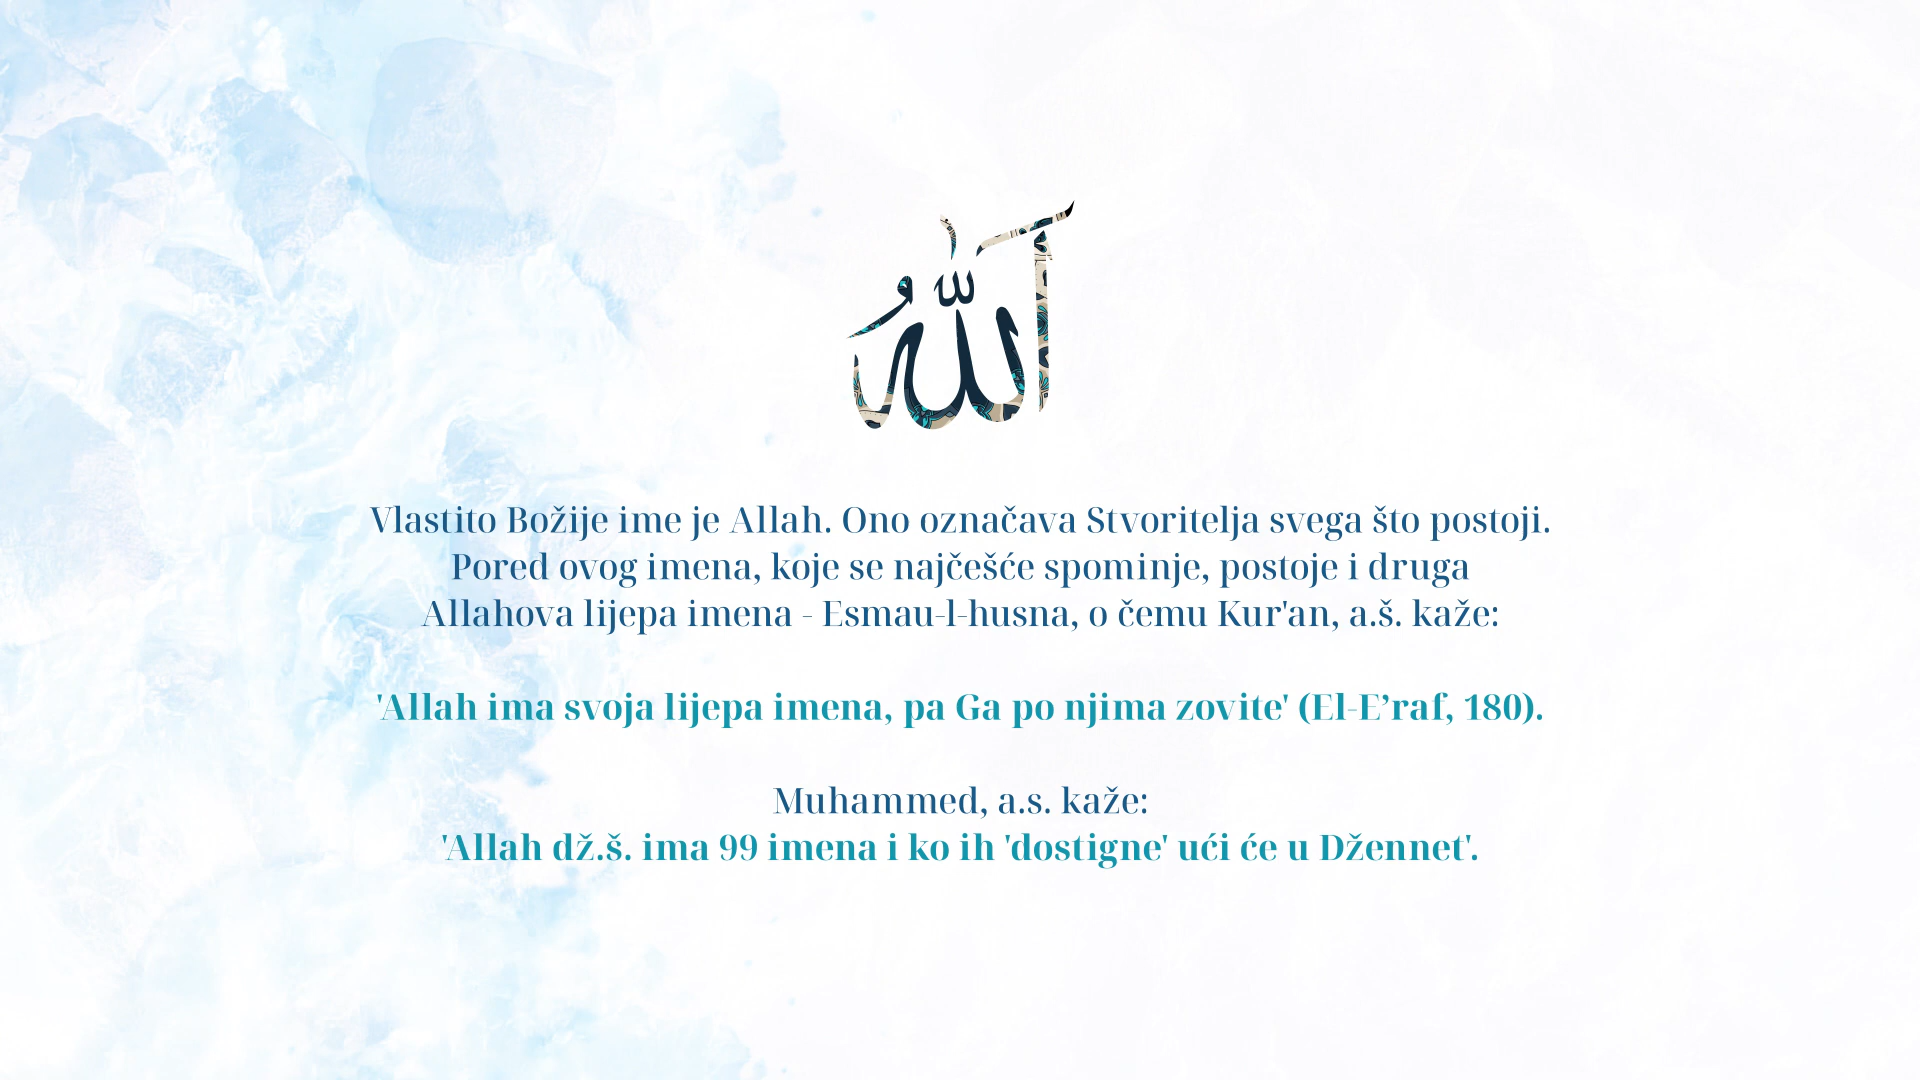 الله
Vlastito Božije ime je Allah. Ono označava Stvoritelja svega što postoji.
Pored ovog imena, koje se najčešće spominje, postoje i druga
Allahova lijepa imena - Esmau-l-husna, o čemu Kur'an, a.š. kaže:
'Allah ima svoja lijepa imena, pa Ga po njima zovite' (El-E’raf, 180).
Muhammed, a.s. kaže:
'Allah dž.š. ima 99 imena i ko ih 'dostigne' ući će u Džennet'.